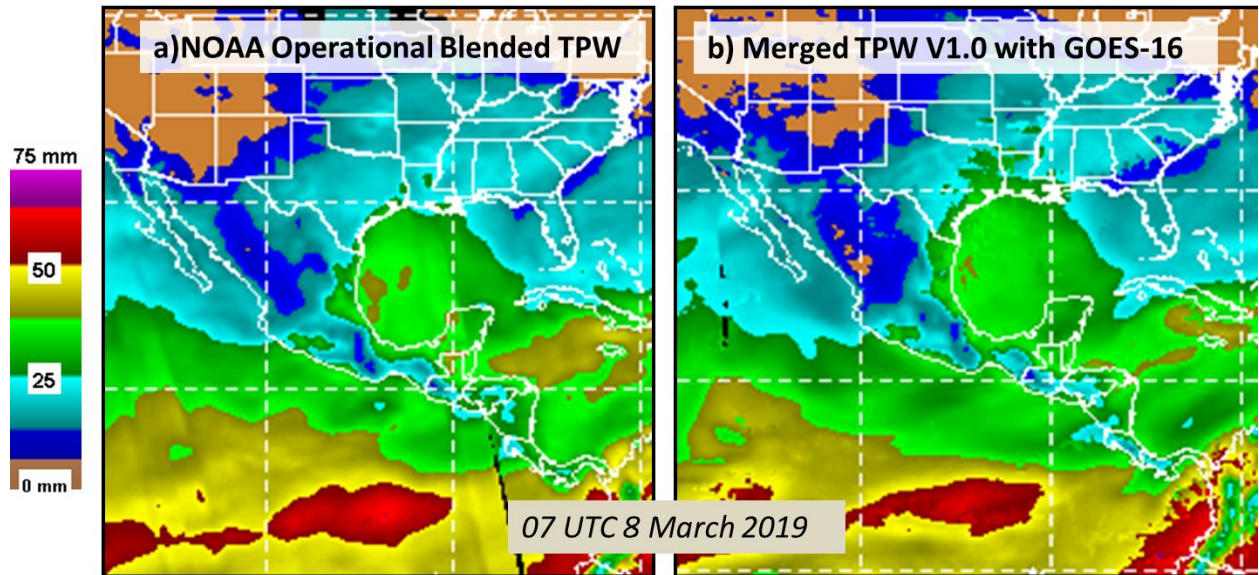 a)NOAA Operational Blended TPW
b) Merged TPW V1.0 with GOES-16
75 mm
50
25
0 mm
07 UTC 8 March 2019